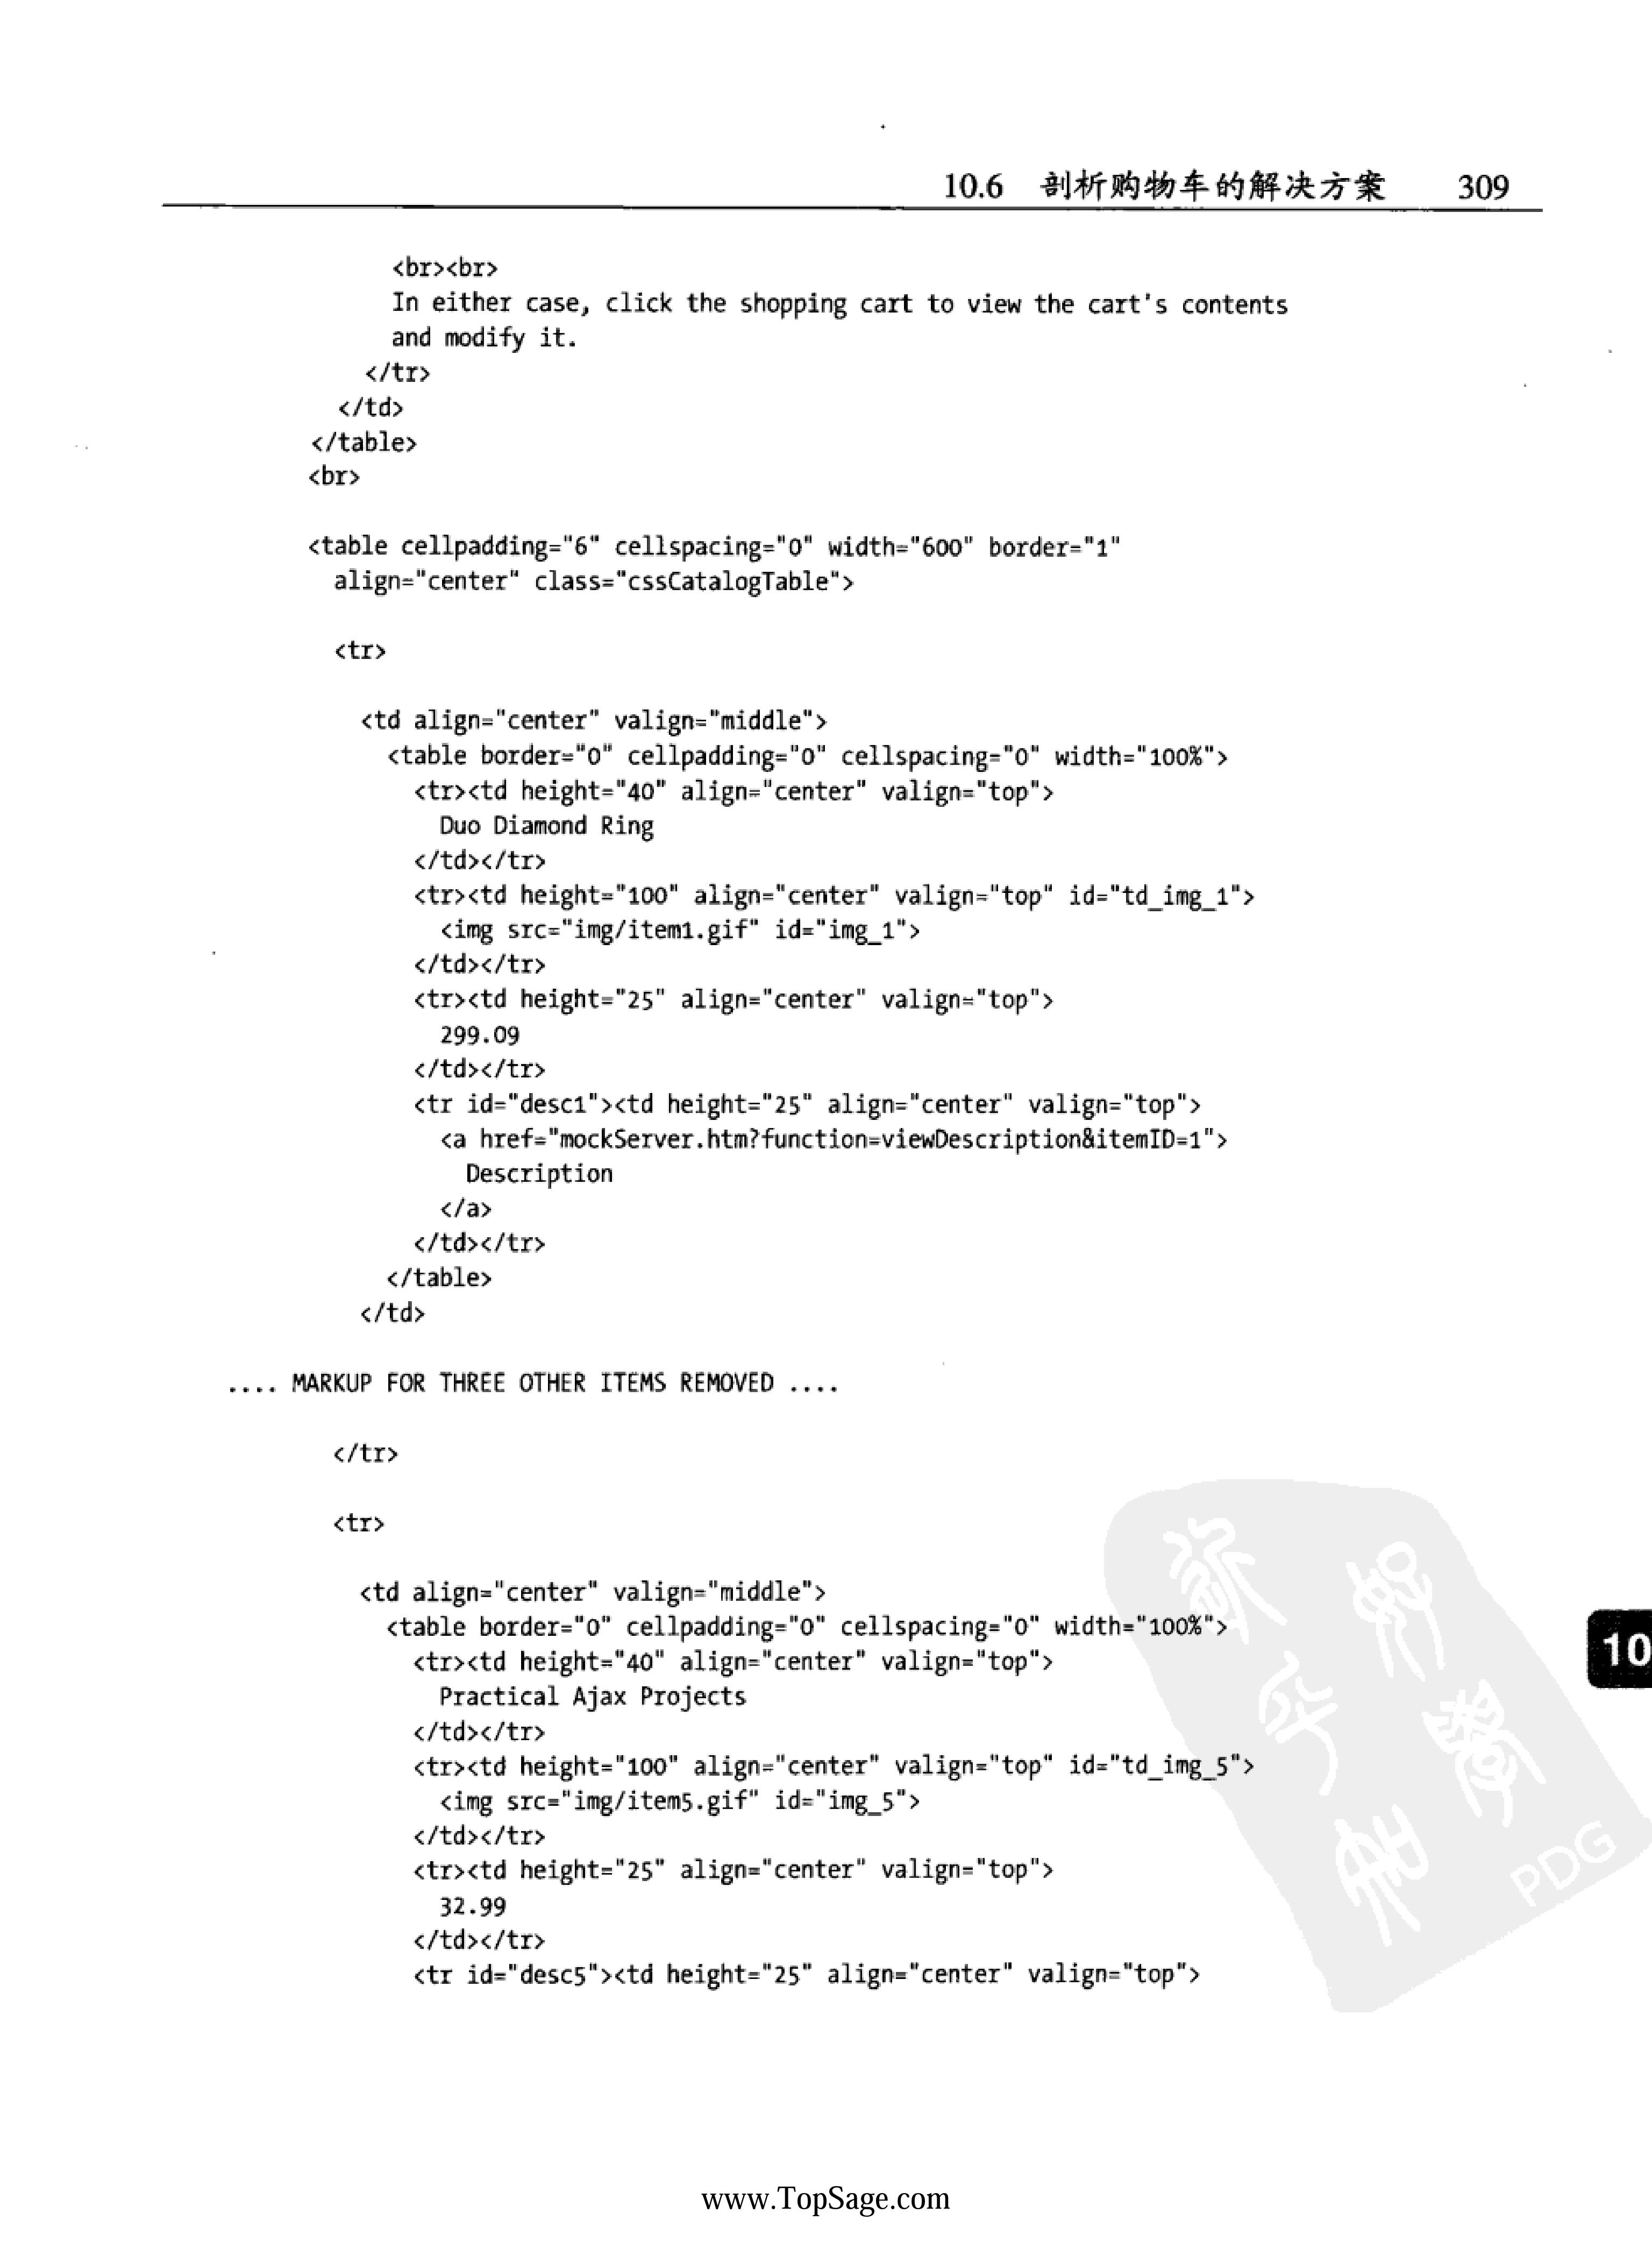 10.6 剖析购物车的解决方案 309
<br><br>
In either case, click the shopping cart to view the cart's contents
and modify it.
</tr>
</td>
</table>
<br>
<table cellpadding="6" cellspacing="0" width="600" border="1"
align="center" class="cssCatalogTable">
<tr>
<td align="center" valign="middle">
<table border="0" cellpadding="0" cellspacing="0" width="100%">
<tr><td height="40" align="center" valign="top">
Duo Diamond Ring
</td></tr>
<tr><td height="100" align="center" valign="top" id="td_img_1">
<img src="img/item1.gif" id="img_1">
</td></tr>
<tr><td height="25" align="center" valign="top">
299.09
</td></tr>
<tr id="desc1"><td height="25" align="center" valign="top">
<a href="mockServer.htm?function=viewDescription&itemID=1">
Description
</a>
</td></tr>
</table>
</td>
.... MARKUP FOR THREE OTHER ITEMS REMOVED ....
</tr>
<tr>
<td align="center" valign="middle">
<table border="0" cellpadding="0" cellspacing="0" width="100%">
<tr><td height="40" align="center" valign="top">
Practical Ajax Projects
</td></tr>
<tr><td height="100" align="center" valign="top" id="td_img_5">
<img src="img/item5.gif" id="img_5">
</td></tr>
<tr><td height="25" align="center" valign="top">
32.99
</td></tr>
<tr id="desc5"><td height="25" align="center" valign="top">
10
PDG
www.TopSage.com